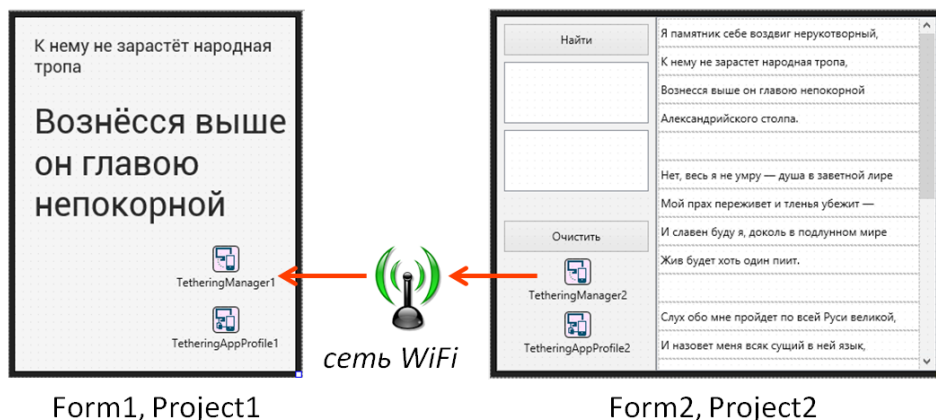 К нему не зарастёт народная
тропа
Вознёсся выше
он главою
непокорной
TetheringManager1
TetheringAppProfile1
Form1, Project1
сеть WiFi
Найти
Очистить
TetheringManager2
TetheringAppProfile2
Я памятник себе воздвиг нерукотворный,
К нему не зарастет народная тропа,
Вознесся выше он главою непокорной
Александрийского столпа.
Нет, весь я не умру — душа в заветной лире
Мой прах переживет и тленья убежит —
И славен буду я, доколь в подлунном мире
Жив будет хоть один пиит.
Слух обо мне пройдет по всей Руси великой,
И назовет меня всяк сущий в ней язык,
Form2, Project2